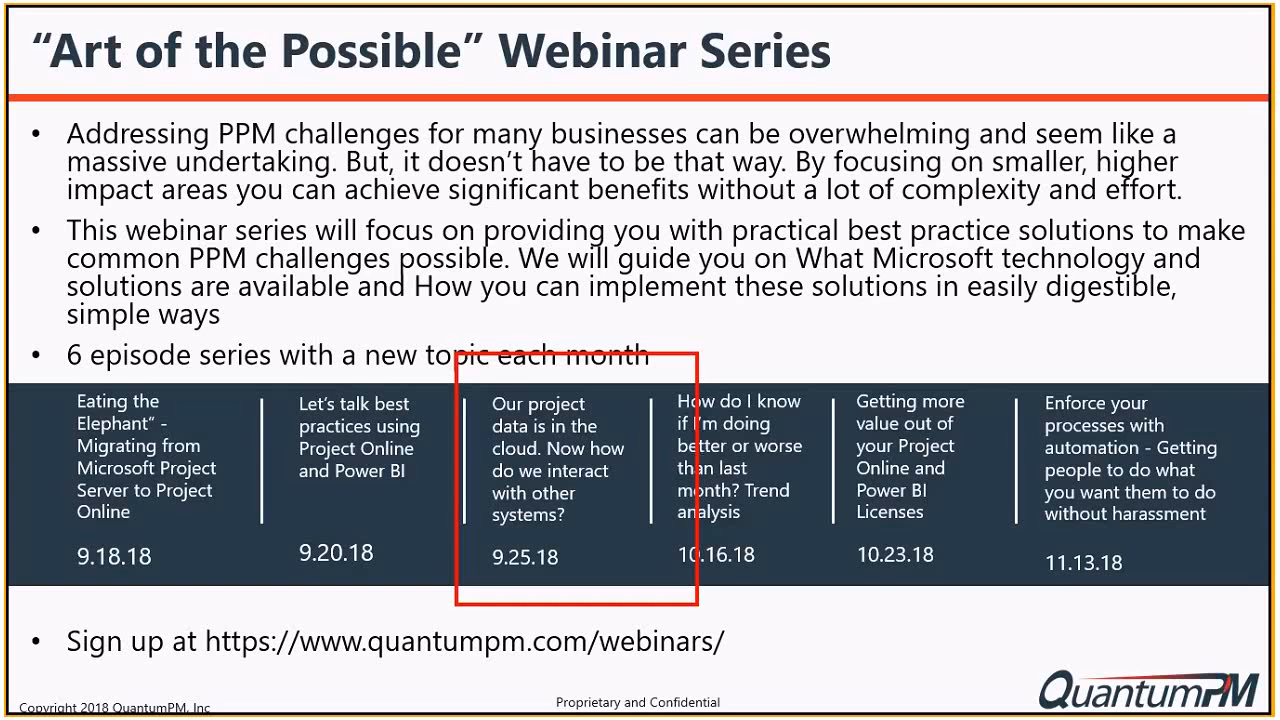 “Art of the Possible” Webinar Series
• Addressing PPM challenges for many businesses can be overwhelming and seem like a
massive undertaking. But, it doesn’t have to be that way. By focusing on smaller, higher
impact areas you can achieve significant benefits without a lot of complexity and effort.
• This webinar series will focus on providing you with practical best practice solutions to make
common PPM challenges possible. We will guide you on What Microsoft technology and
solutions are available and How you can implement these solutions in easily digestible,
simple ways
• 6 episode series with a new topic each month
Eating the
Elephant“ -
Migrating from
Microsoft Project
Server to Project
Online
9.18.18
Let’s talk best
practices using
Project Online
and Power BI
9.20.18
Our project
data is in the
cloud. Now how
do we interact
with other
systems?
9.25.18
How do I know
if I’m doing
better or worse
than last
month? Trend
analysis
10.16.18
Getting more
value out of
your Project
Online and
Power BI
Licenses
10.23.18
Enforce your
processes with
automation - Getting
people to do what
you want them to do
without harassment
11.13.18
• Sign up at https://www.quantumpm.com/webinars/
Copyright 2018 QuantumPM, Inc
Proprietary and Confidential
QuantumPM